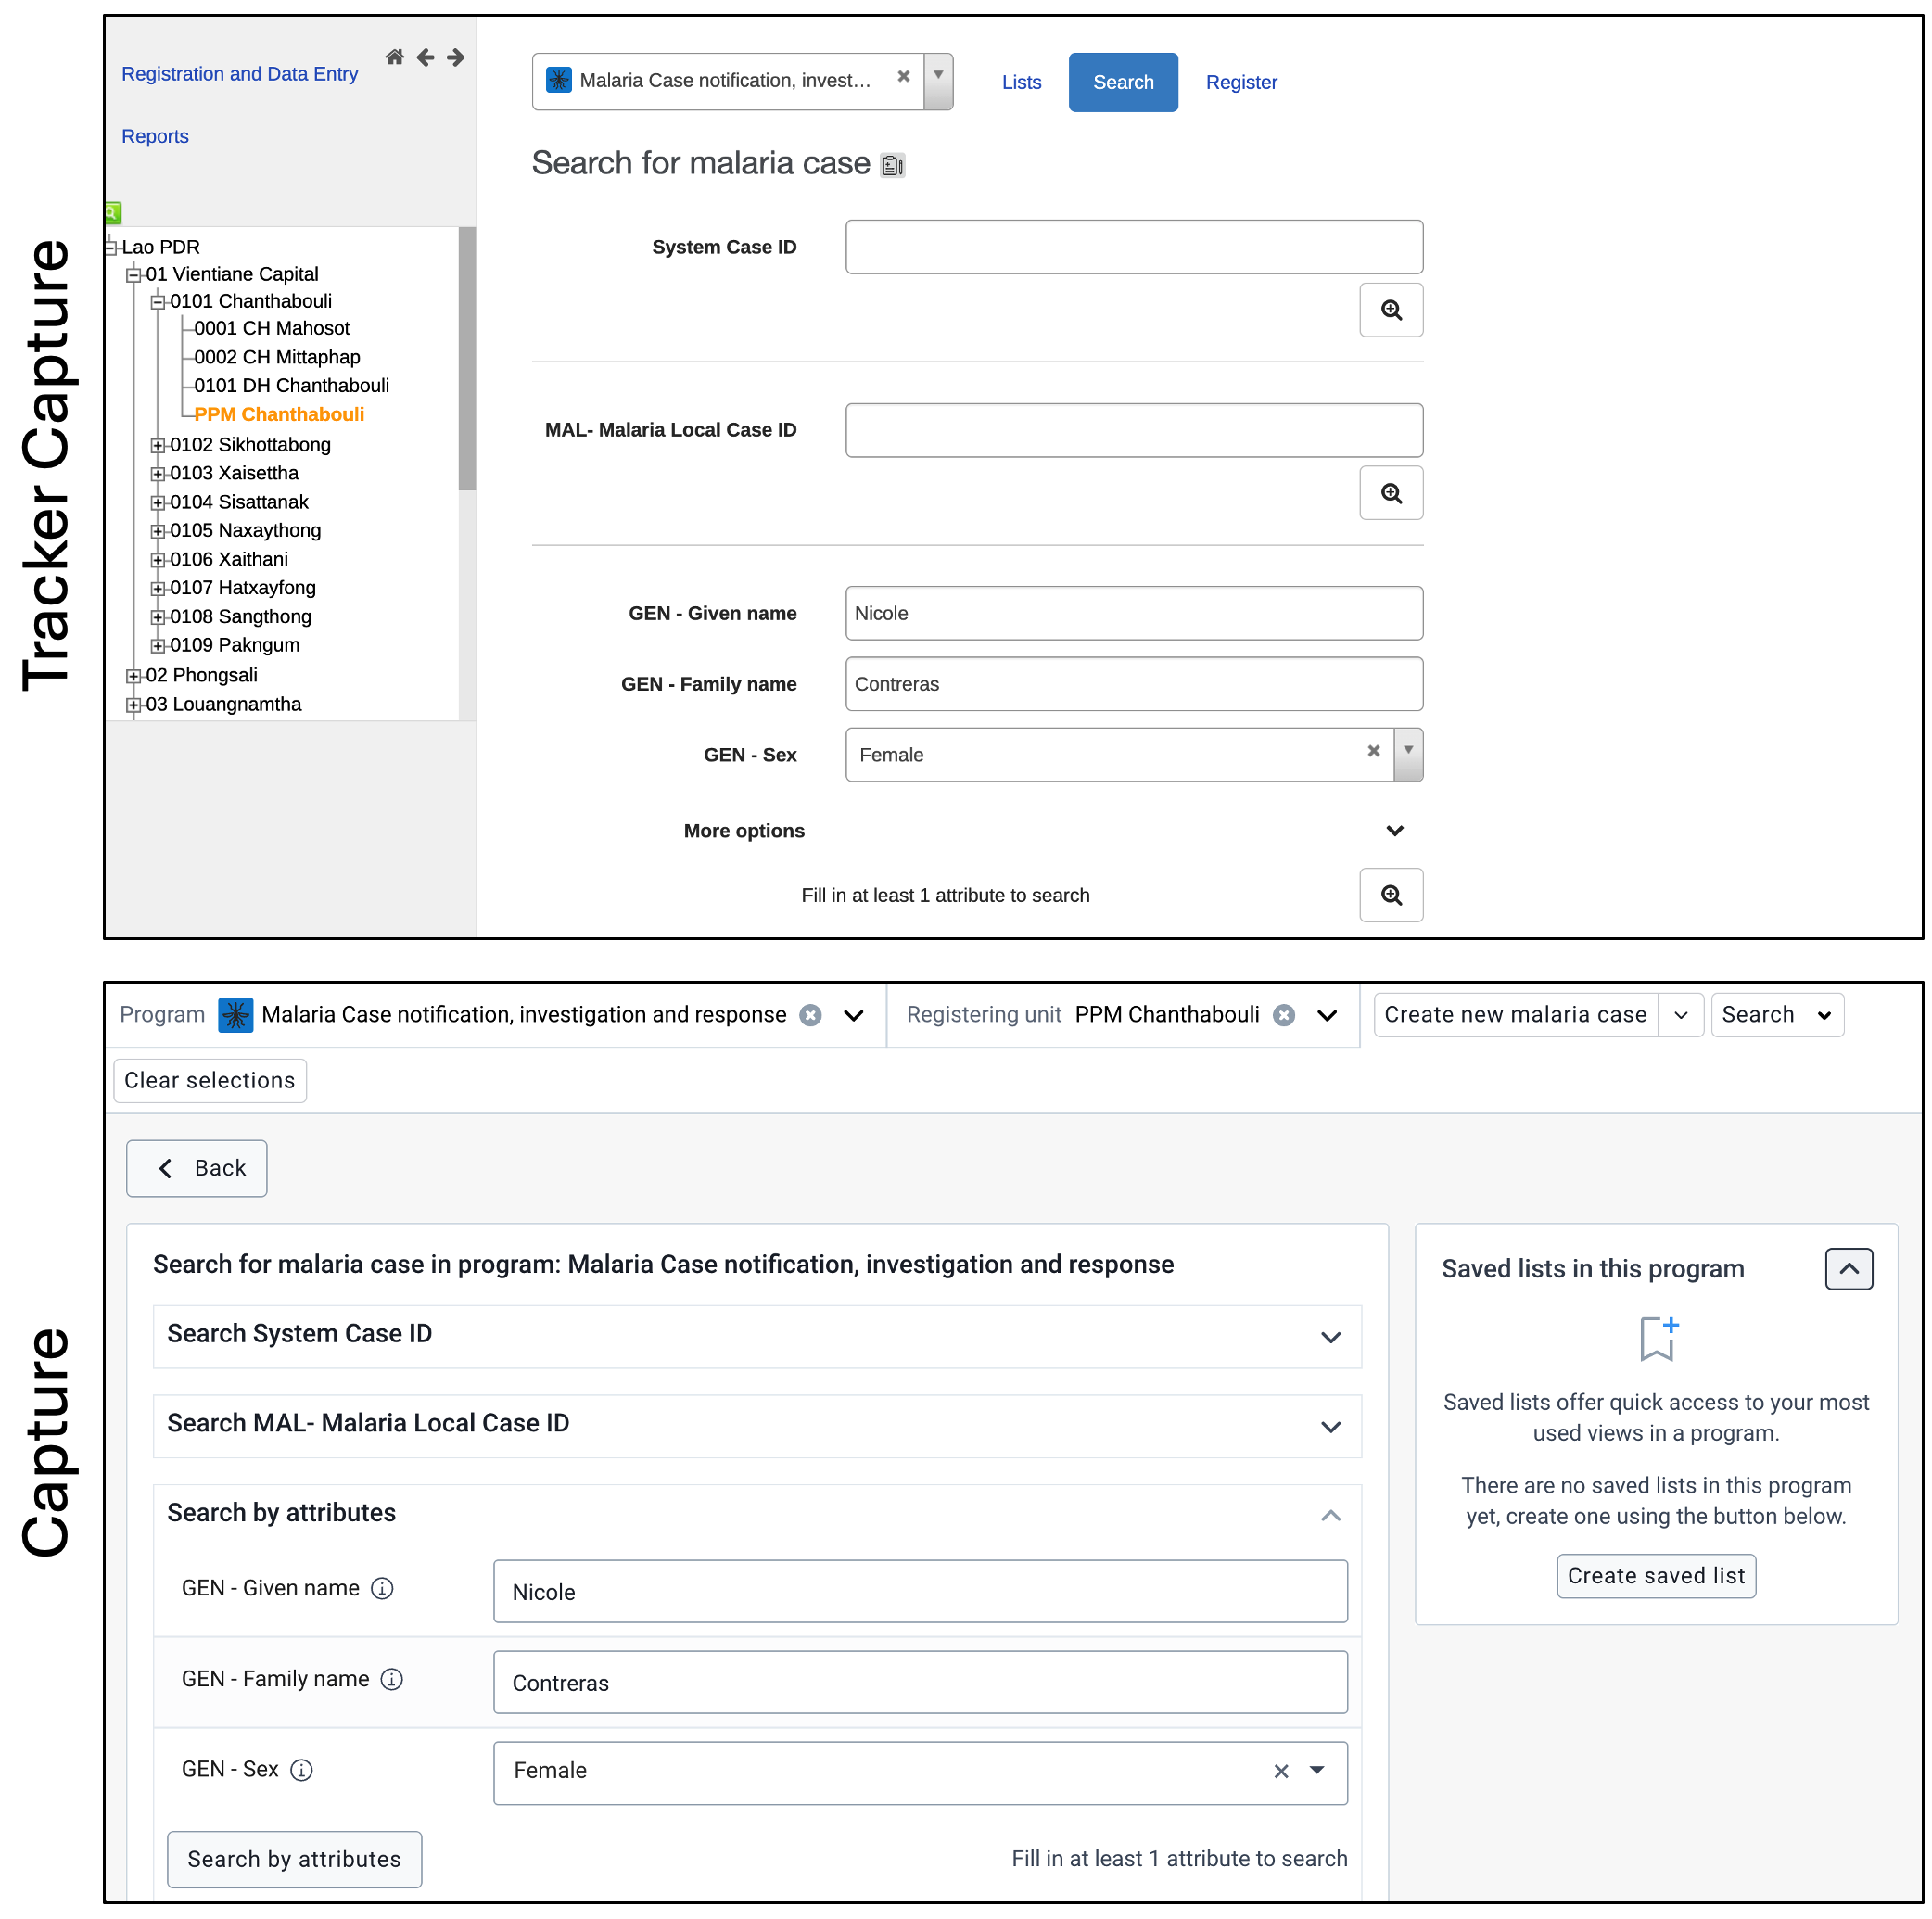 Tracker Capture
Registration and Data Entry
Reports
Lao PDR
01 Vientiane Capital
0101 Chanthabouli
0001 CH Mahosot
0002 CH Mittaphap
0101 DH Chanthabouli
PPM Chanthabouli
0102 Sikhottabong
0103 Xaisettha
0104 Sisattanak
0105 Naxaythong
0106 Xaithani
0107 Hatxayfong
0108 Sangthong
0109 Pakngum
02 Phongsali
03 Louangnamtha
Malaria Case notification, invest...
Lists
Search
Register
Search for malaria case
System Case ID
MAL- Malaria Local Case ID
GEN - Given name
Nicole
GEN - Family name
Contreras
GEN - Sex
Female
More options
Fill in at least 1 attribute to search
Capture
Program Malaria Case notification, investigation and response
Registering unit PPM Chanthabouli
Create new malaria case
Search
Clear selections
Back
Search for malaria case in program: Malaria Case notification, investigation and response
Search System Case ID
Search MAL- Malaria Local Case ID
Search by attributes
GEN - Given name
Nicole
GEN - Family name
Contreras
GEN - Sex
Female
Search by attributes
Fill in at least 1 attribute to search
Saved lists in this program
Saved lists offer quick access to your most
used views in a program.
There are no saved lists in this program
yet, create one using the button below.
Create saved list